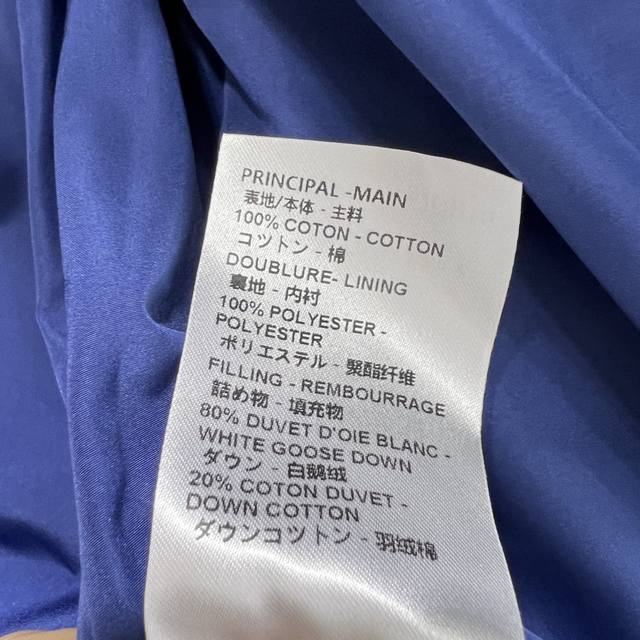 PRINCIPAL -MAIN
表地/本体 - 主料
100% COTON - COTTON
コツトン - 棉
DOUBLURE- LINING
裏地 - 内衬
100% POLYESTER -
POLYESTER
ポリエステル - 聚酯纤维
FILLING - REMBOURRAGE
詰め物 - 填充物
80% DUVET D'OIE BLANC -
WHITE GOOSE DOWN
ダウン - 白鹅绒
20% COTON DUVET -
DOWN COTTON
ダウンコツトン - 羽绒棉